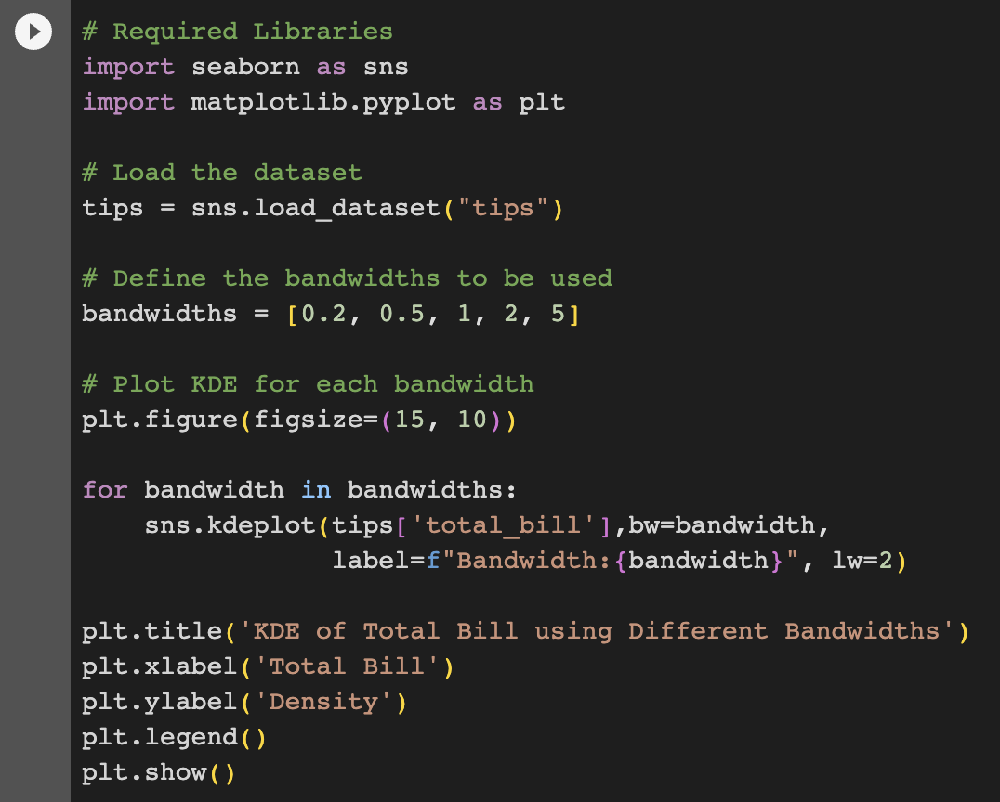 # Required Libraries
import seaborn as sns
import matplotlib.pyplot as plt
# Load the dataset
tips = sns.load_dataset("tips")
# Define the bandwidths to be used
bandwidths = [0.2, 0.5, 1, 2, 5]
# Plot KDE for each bandwidth
plt.figure(figsize=(15, 10))
for bandwidth in bandwidths:
    sns.kdeplot(tips['total_bill'],bw=bandwidth,
                label=f"Bandwidth:{bandwidth}", lw=2)
plt.title('KDE of Total Bill using Different Bandwidths')
plt.xlabel('Total Bill')
plt.ylabel('Density')
plt.legend()
plt.show()